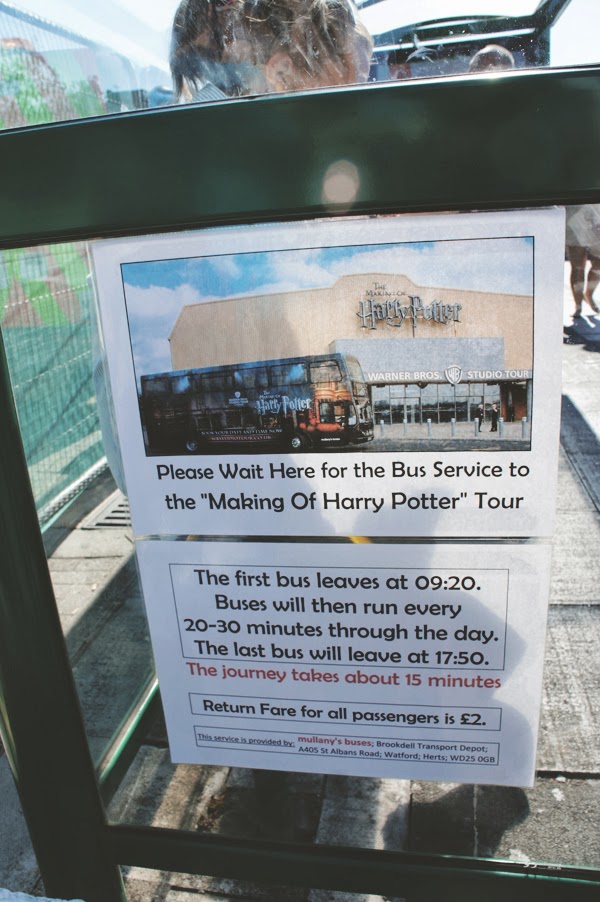 THE
MAKING OF
Harry Potter
WARNER BROS. WB STUDIO TOUR
Harry Potter
Please Wait Here for the Bus Service to
the "Making Of Harry Potter" Tour
The first bus leaves at 09:20.
Buses will then run every
20-30 minutes through the day.
The last bus will leave at 17:50.
The journey takes about 15 minutes
Return Fare for all passengers is £2.
This service is provided by: mullany's buses; Brookdell Transport Depot;
A405 St Albans Road; Watford; Herts; WD25 0GB